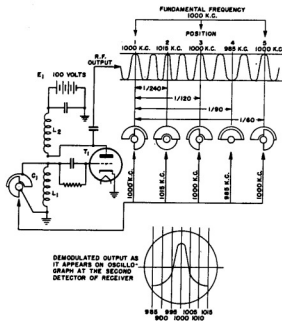 FUNDAMENTAL FREQUENCY
1000 K.C.
POSITION
1 2 3 4 5
1000 K.C. 1015 K.C. 1000 K.C. 985 K.C. 1000 K.C.
R.F.
OUTPUT
1/240
1/120
1/90
1/60
E1 100 VOLTS
L2
T1
C1
L1
1000 K.C. 1015 K.C. 1000 K.C. 985 K.C. 1000 K.C.
DEMODULATED OUTPUT AS
IT APPEARS ON OSCILLO-
GRAPH AT THE SECOND
DETECTOR OF RECEIVER
985 995 1005 1015
900 1000 1010